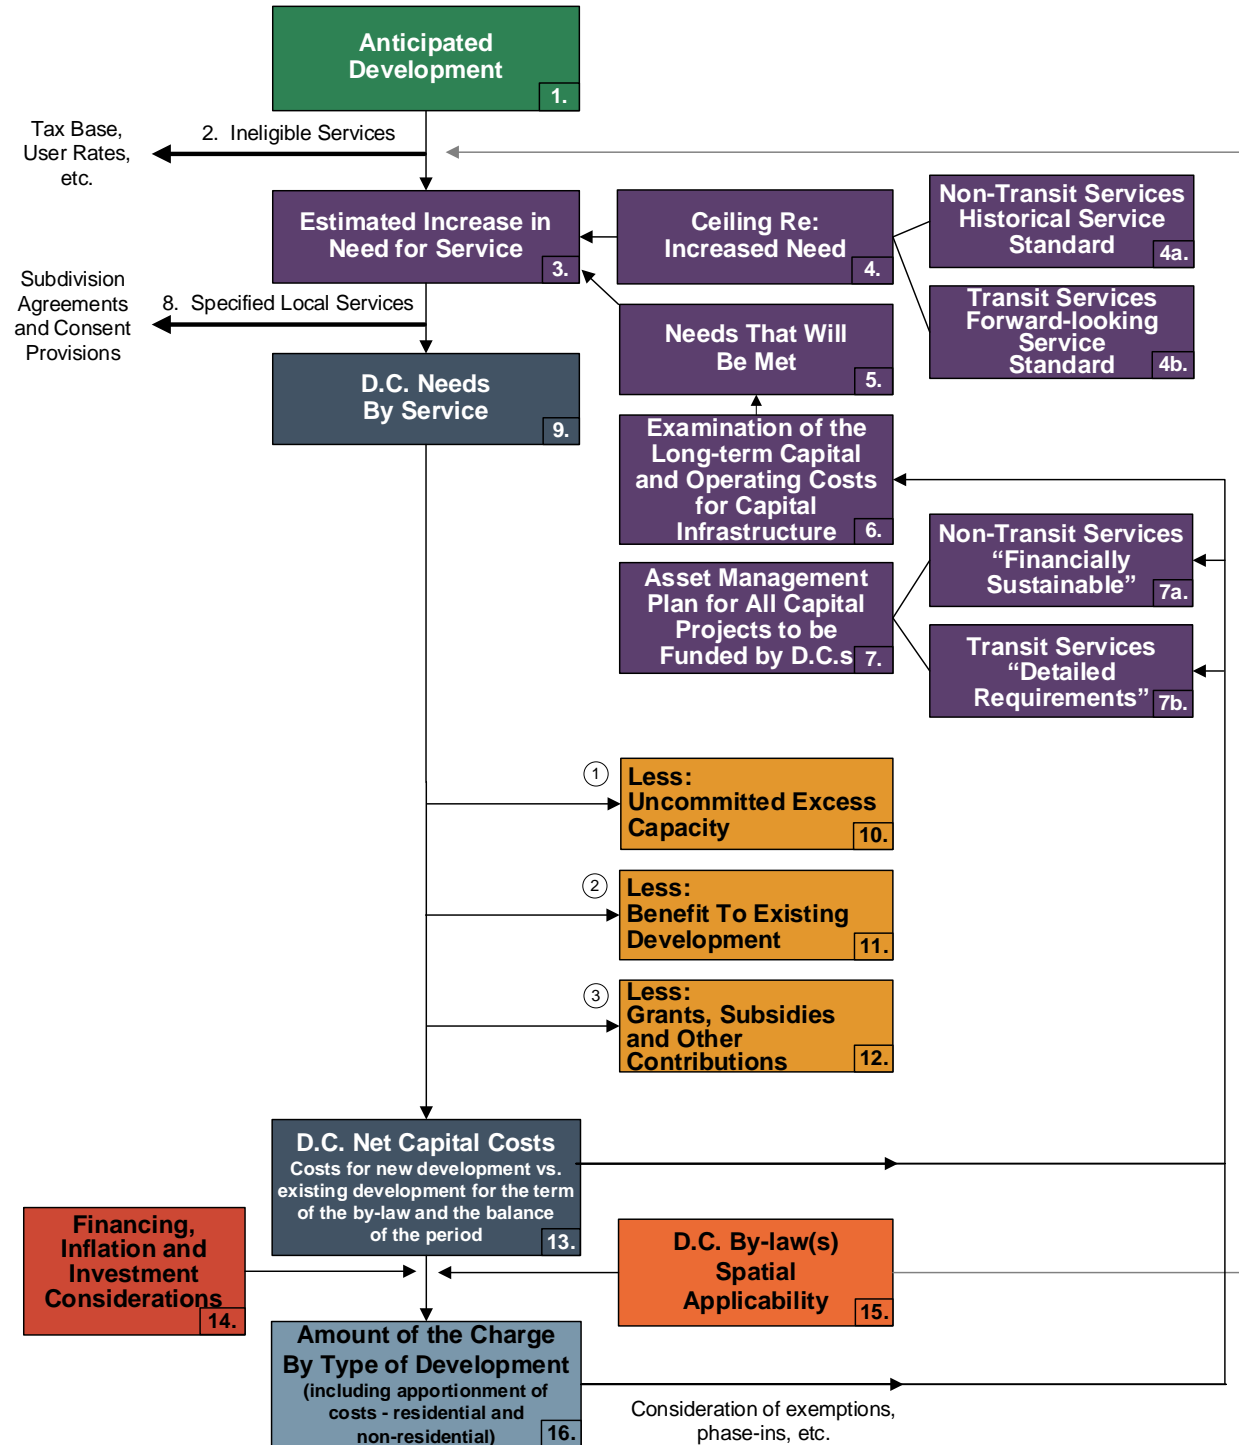 Anticipated
Development
1.
Tax Base,
User Rates,
etc.
2. Ineligible Services
Estimated Increase in
Need for Service
3.
Ceiling Re:
Increased Need
4.
Non-Transit Services
Historical Service
Standard
4a.
Transit Services
Forward-looking
Service
Standard
4b.
Subdivision
Agreements
and Consent
Provisions
8. Specified Local Services
Needs That Will
Be Met
5.
D.C. Needs
By Service
9.
Examination of the
Long-term Capital
and Operating Costs
for Capital
Infrastructure
6.
Asset Management
Plan for All Capital
Projects to be
Funded by D.C.s
7.
Non-Transit Services
“Financially
Sustainable”
7a.
Transit Services
“Detailed
Requirements”
7b.
1
Less:
Uncommitted Excess
Capacity
10.
2
Less:
Benefit To Existing
Development
11.
3
Less:
Grants, Subsidies
and Other
Contributions
12.
D.C. Net Capital Costs
Costs for new development vs.
existing development for the term
of the by-law and the balance
of the period
13.
Financing,
Inflation and
Investment
Considerations
14.
D.C. By-law(s)
Spatial
Applicability
15.
Amount of the Charge
By Type of Development
(including apportionment of
costs - residential and
non-residential)
16.
Consideration of exemptions,
phase-ins, etc.